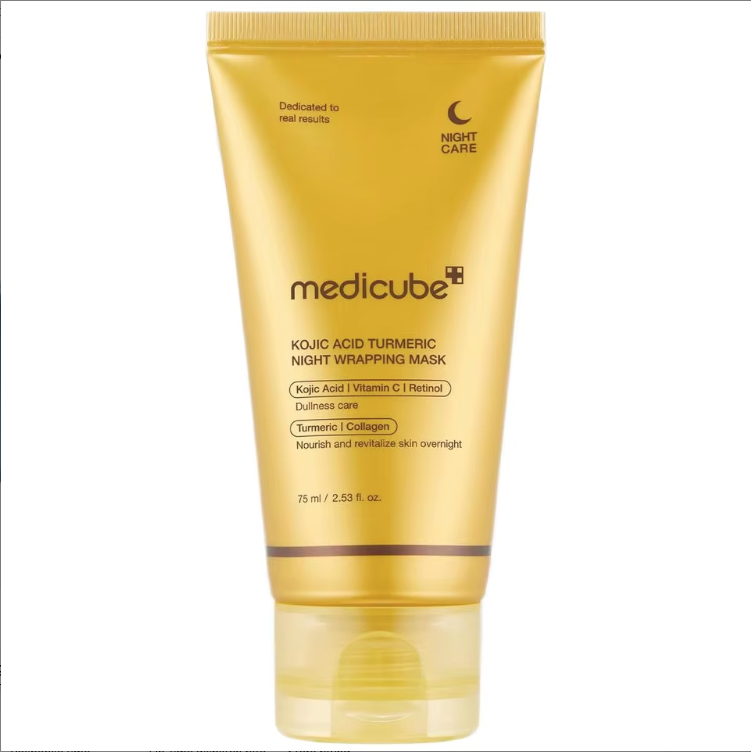 Dedicated to
real results
NIGHT
CARE
medicube
KOJIC ACID TURMERIC
NIGHT WRAPPING MASK
Kojic Acid | Vitamin C | Retinol
Dullness care
Turmeric | Collagen
Nourish and revitalize skin overnight
75 ml / 2.53 fl. oz.